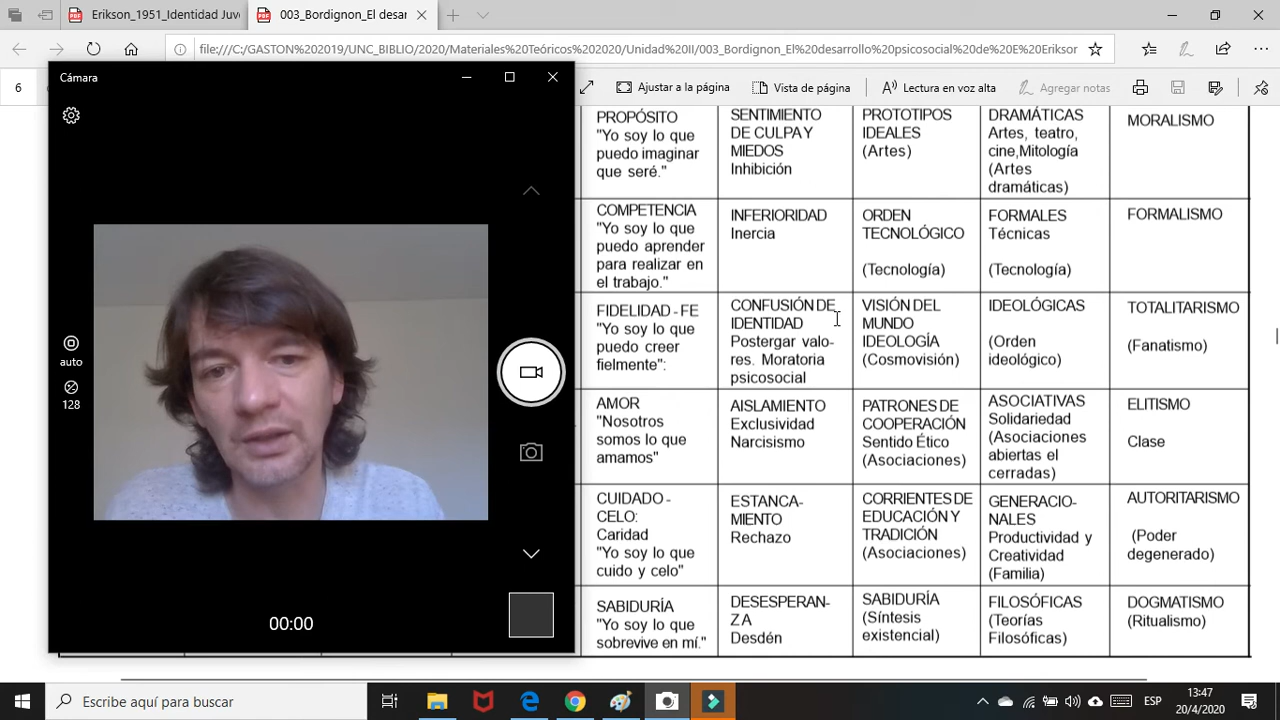 Erikson_1951_Identidad Juv
003_Bordignon_El desar
file:///C:/GASTON%202019/UNC_BIBLIO/2020/Materiales%20Teóricos%202020/Unidad%20II/003_Bordignon_El%20desarrollo%20psicosocial%20de%20E%20Erikson
6
Ajustar a la página
Vista de página
Lectura en voz alta
Agregar notas
Cámara
auto
128
00:00
PROPÓSITO
"Yo soy lo que
puedo imaginar
que seré."
SENTIMIENTO
DE CULPA Y
MIEDOS
Inhibición
PROTOTIPOS
IDEALES
(Artes)
DRAMÁTICAS
Artes, teatro,
cine,Mitología
(Artes
dramáticas)
MORALISMO
COMPETENCIA
"Yo soy lo que
puedo aprender
para realizar en
el trabajo."
INFERIORIDAD
Inercia
ORDEN
TECNOLÓGICO
(Tecnología)
FORMALES
Técnicas
(Tecnología)
FORMALISMO
FIDELIDAD - FE
"Yo soy lo que
puedo creer
fielmente":
CONFUSIÓN DE
IDENTIDAD
Postergar valo-
res. Moratoria
psicosocial
VISIÓN DEL
MUNDO
IDEOLOGÍA
(Cosmovisión)
IDEOLÓGICAS
(Orden
ideológico)
TOTALITARISMO
(Fanatismo)
AMOR
"Nosotros
somos lo que
amamos"
AISLAMIENTO
Exclusividad
Narcisismo
PATRONES DE
COOPERACIÓN
Sentido Ético
(Asociaciones)
ASOCIATIVAS
Solidariedad
(Asociaciones
abiertas el
cerradas)
ELITISMO
Clase
CUIDADO -
CELO:
Caridad
"Yo soy lo que
cuido y celo"
ESTANCA-
MIENTO
Rechazo
CORRIENTES DE
EDUCACIÓN Y
TRADICIÓN
(Asociaciones)
GENERACIO-
NALES
Productividad y
Creatividad
(Familia)
AUTORITARISMO
(Poder
degenerado)
SABIDURÍA
"Yo soy lo que
sobrevive en mí."
DESESPERAN-
ZA
Desdén
SABIDURÍA
(Síntesis
existencial)
FILOSÓFICAS
(Teorías
Filosóficas)
DOGMATISMO
(Ritualismo)
Escribe aquí para buscar
ESP
13:47
20/4/2020